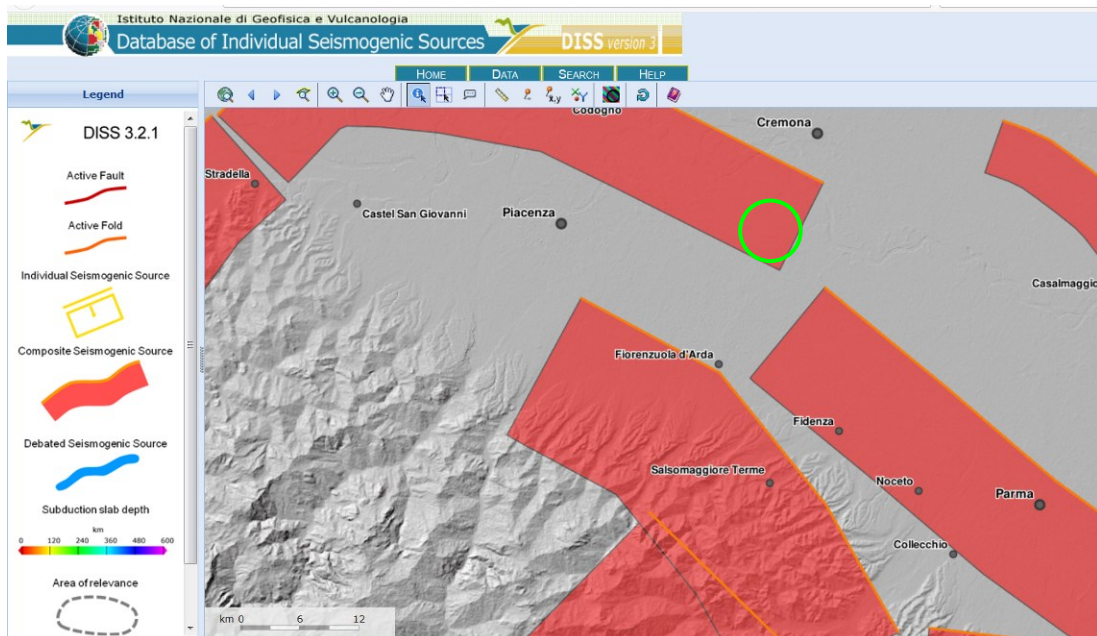 Istituto Nazionale di Geofisica e Vulcanologia
Database of Individual Seismogenic Sources
DISS version 3
HOME DATA SEARCH HELP
Legend
DISS 3.2.1
Active Fault
Active Fold
Individual Seismogenic Source
Composite Seismogenic Source
Debated Seismogenic Source
Subduction slab depth
km
0 120 240 360 480 600
Area of relevance
x,y
Codogno
Cremona
Stradella
Castel San Giovanni
Piacenza
Casalmaggio
Fiorenzuola d'Arda
Fidenza
Salsomaggiore Terme
Noceto
Parma
Collecchio
km 0 6 12